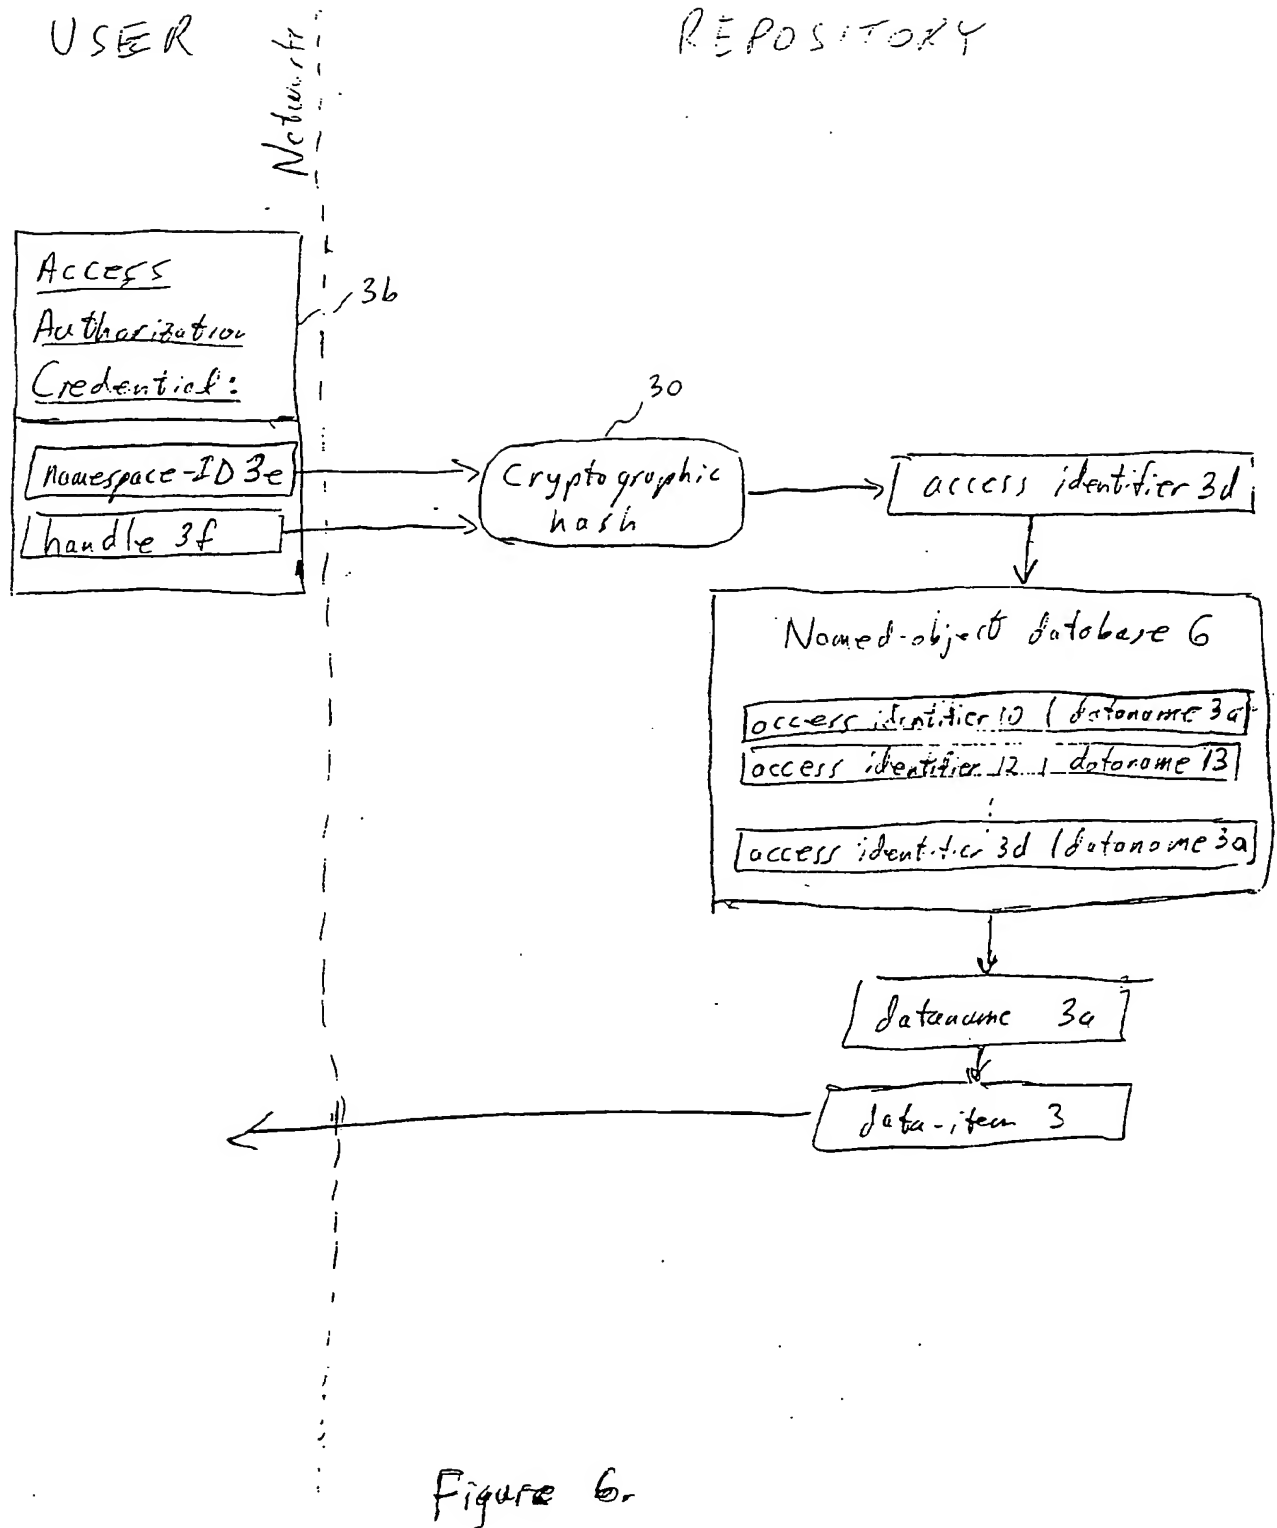 USER
REPOSITORY
Network
Access
Authorization
Credential:
3b
namespace-ID 3e
handle 3f
30
Cryptographic
hash
access identifier 3d
Named-object database 6
access identifier 10 | dataname 3a
access identifier 12 | dataname 13
access identifier 3d | dataname 3a
dataname 3a
data-item 3
Figure 6.